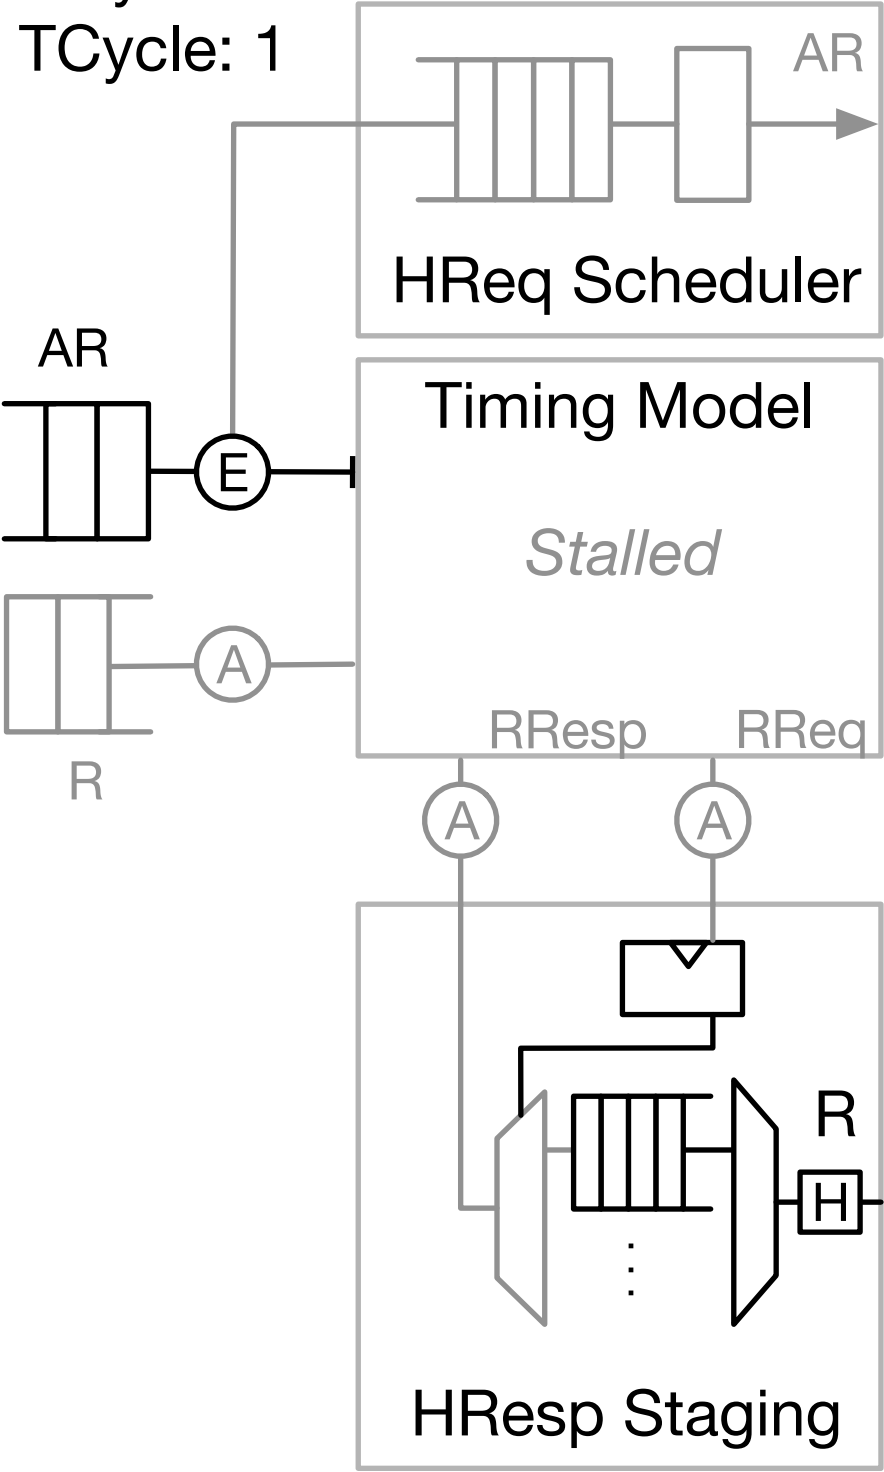 TCycle: 1
AR
HReq Scheduler
AR
Timing Model
E
Stalled
A
R
RResp
RReq
A
A
R
H
HResp Staging